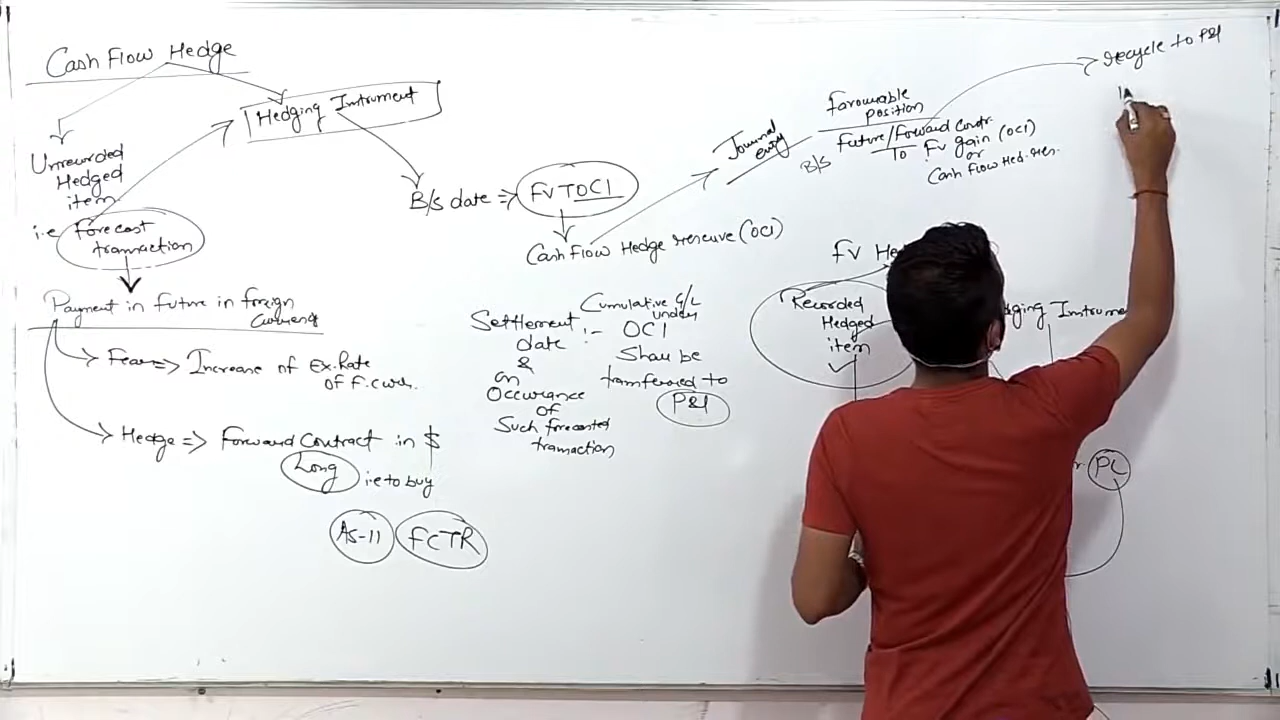 Cash Flow Hedge
Hedging Instrument
Unrecorded
Hedged
item
i.e Forecast
transaction
Payment in future in foreign
Fear => Increase of Ex.Rate
of F.curr.
Hedge => Forward Contract in $
Long i.e to buy
AS-11 FCTR
B/s date => FVTOCI
Cash Flow Hedge reserve (OCI)
Settlement
date :-
&
on
Occurance
of
Such forecasted
transaction
Cumulative G/L
under
OCI
Shall be
transferred to
P&l
Journal
entry
favourable
position
B/S Future/Forward Contr.
To FV gain (OCI)
or
Cash Flow Hed. Res.
recycle to P&l
FV He
Recorded
Hedged
item
ging Instrume
PL